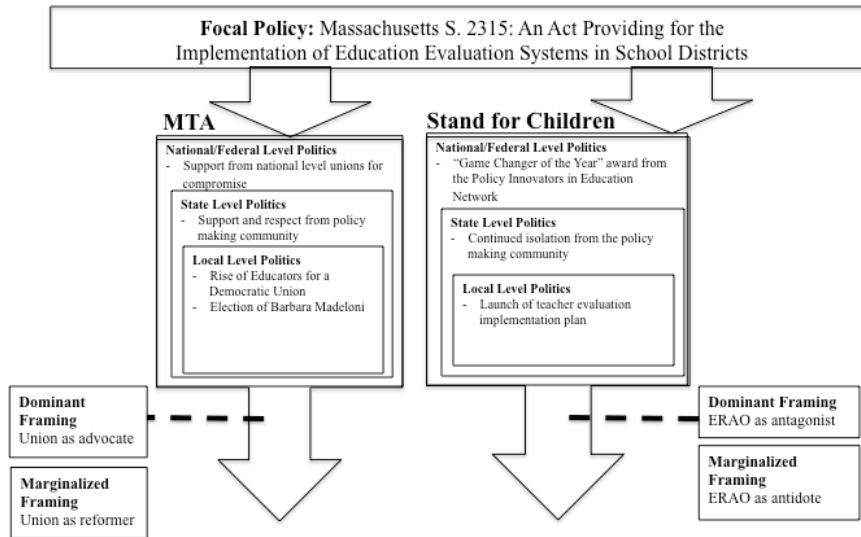 Focal Policy: Massachusetts S. 2315: An Act Providing for the
Implementation of Education Evaluation Systems in School Districts
MTA
National/Federal Level Politics
- Support from national level unions for
compromise
State Level Politics
- Support and respect from policy
making community
Local Level Politics
- Rise of Educators for a
Democratic Union
- Election of Barbara Madeloni
Stand for Children
National/Federal Level Politics
- “Game Changer of the Year” award from
the Policy Innovators in Education
Network
State Level Politics
- Continued isolation from the policy
making community
Local Level Politics
- Launch of teacher evaluation
implementation plan
Dominant
Framing
Union as advocate
Marginalized
Framing
Union as reformer
Dominant Framing
ERAO as antagonist
Marginalized
Framing
ERAO as antidote